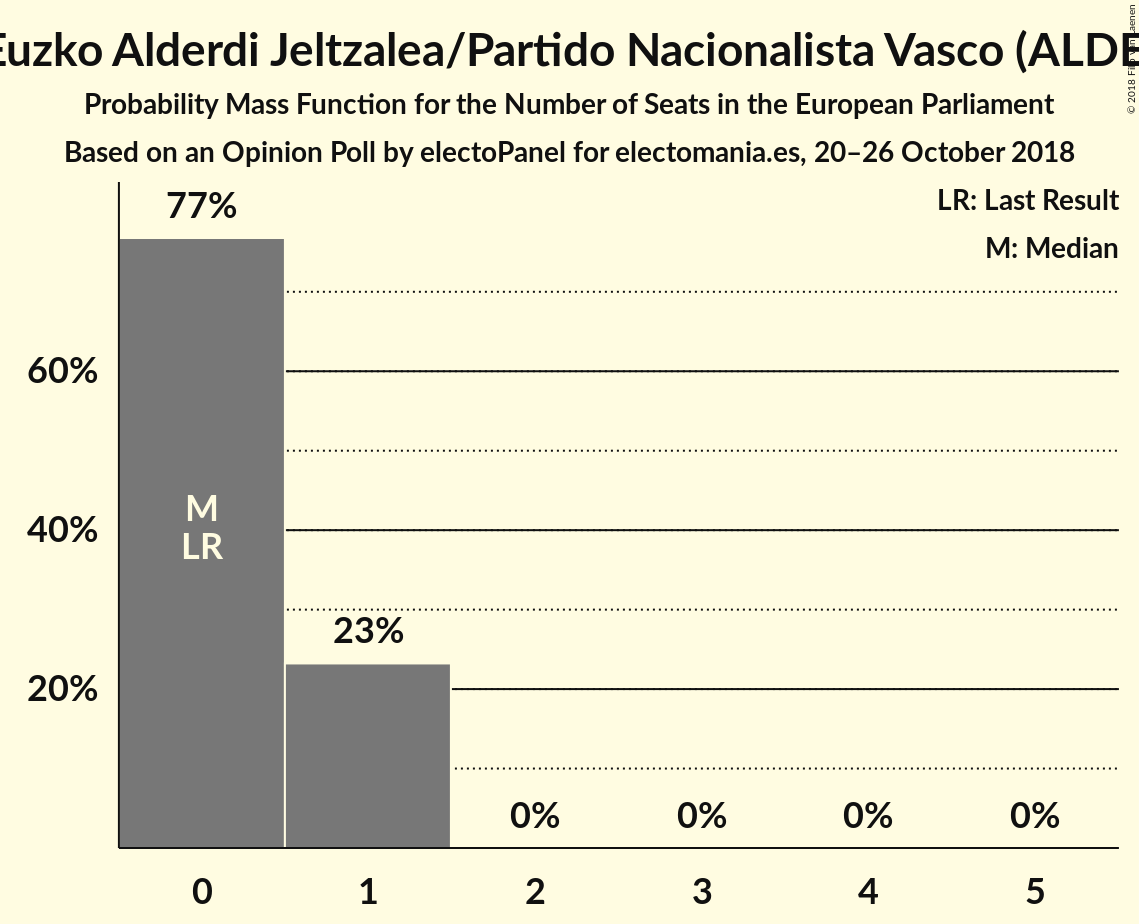 Euzko Alderdi Jeltzalea/Partido Nacionalista Vasco (ALDE
Probability Mass Function for the Number of Seats in the European Parliament
Based on an Opinion Poll by electoPanel for electomania.es, 20–26 October 2018
LR: Last Result
M: Median
77%
60%
M
40%
LR
23%
20%
0% 0% 0% 0%
0 1 2 3 4 5
© 2018